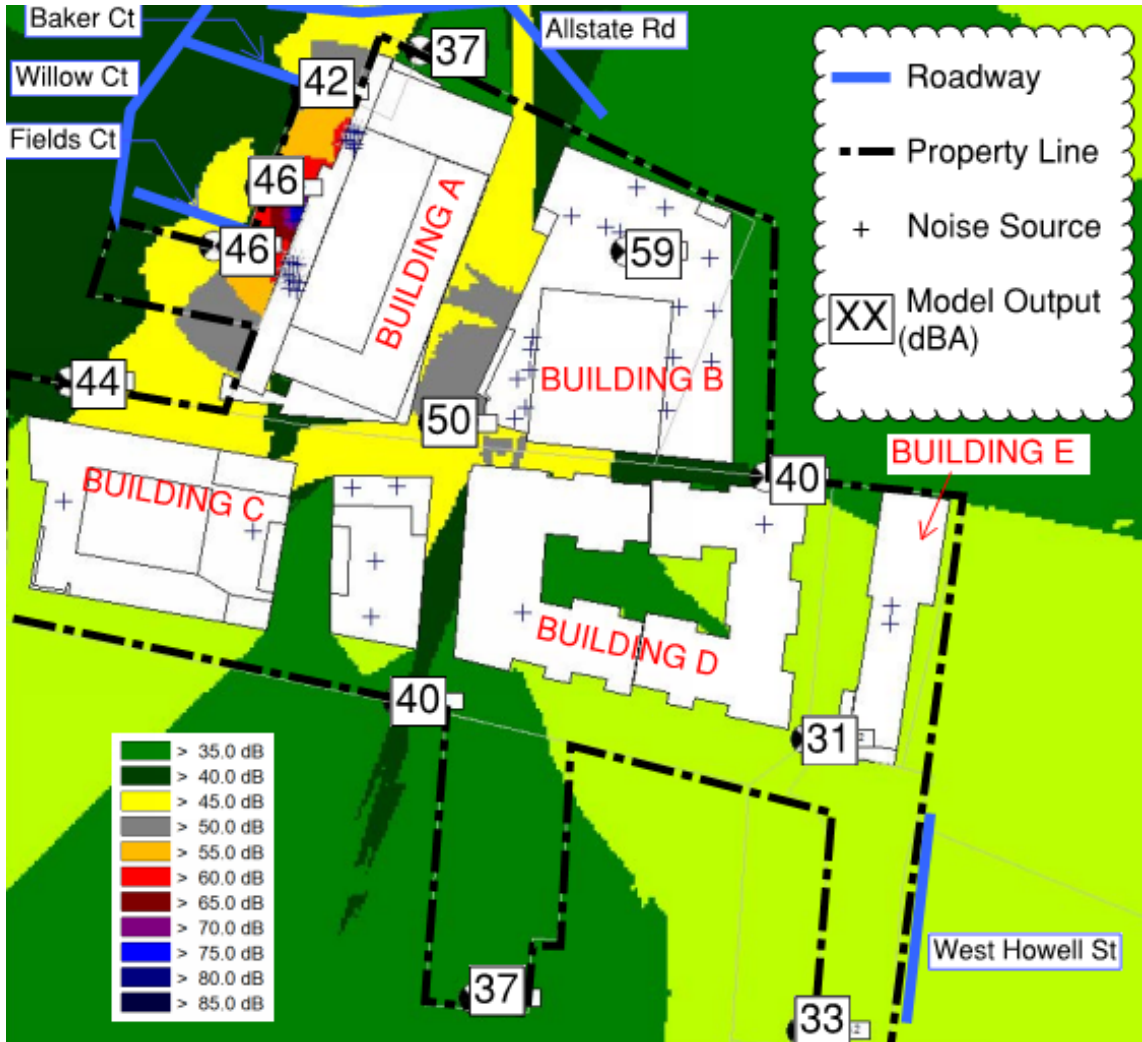 Baker Ct
Willow Ct
Fields Ct
Allstate Rd
37
42
46
46
44
59
50
40
40
31
37
33
BUILDING A
BUILDING B
BUILDING C
BUILDING D
BUILDING E
West Howell St
Roadway
Property Line
+ Noise Source
XX Model Output
(dBA)
> 35.0 dB
> 40.0 dB
> 45.0 dB
> 50.0 dB
> 55.0 dB
> 60.0 dB
> 65.0 dB
> 70.0 dB
> 75.0 dB
> 80.0 dB
> 85.0 dB